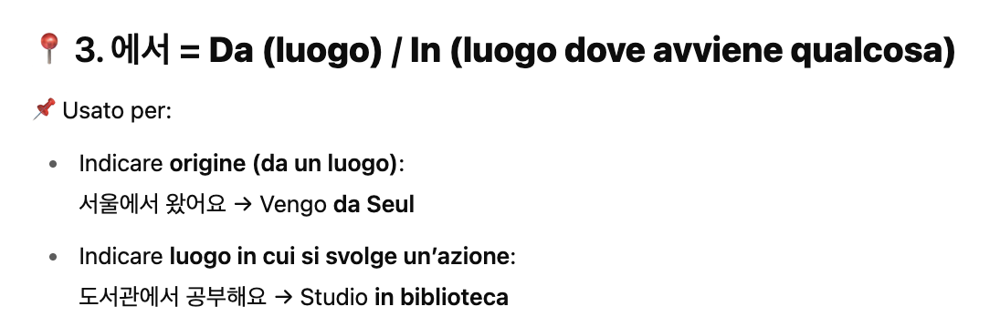 📍 3. 에서 = Da (luogo) / In (luogo dove avviene qualcosa)
📌 Usato per:
• Indicare origine (da un luogo):
서울에서 왔어요 → Vengo da Seul
• Indicare luogo in cui si svolge un’azione:
도서관에서 공부해요 → Studio in biblioteca